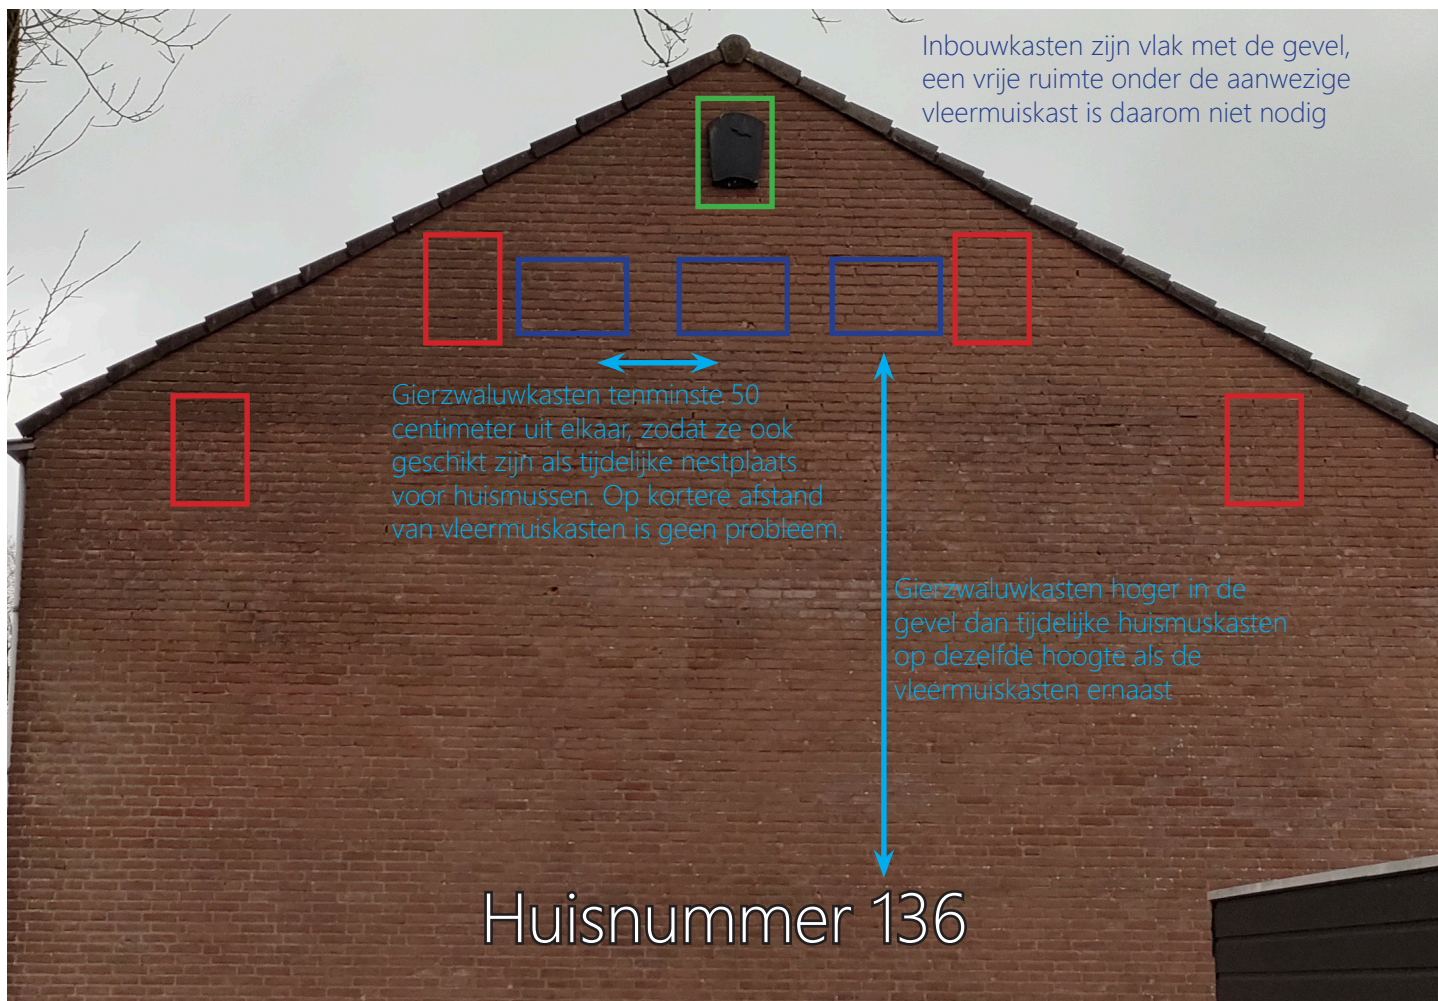 Inbouwkasten zijn vlak met de gevel,
een vrije ruimte onder de aanwezige
vleermuiskast is daarom niet nodig
Gierzwaluwkasten tenminste 50
centimeter uit elkaar, zodat ze ook
geschikt zijn als tijdelijke nestplaats
voor huismussen. Op kortere afstand
van vleermuiskasten is geen probleem.
Gierzwaluwkasten hoger in de
gevel dan tijdelijke huismuskasten
op dezelfde hoogte als de
vleermuiskasten ernaast
Huisnummer 136